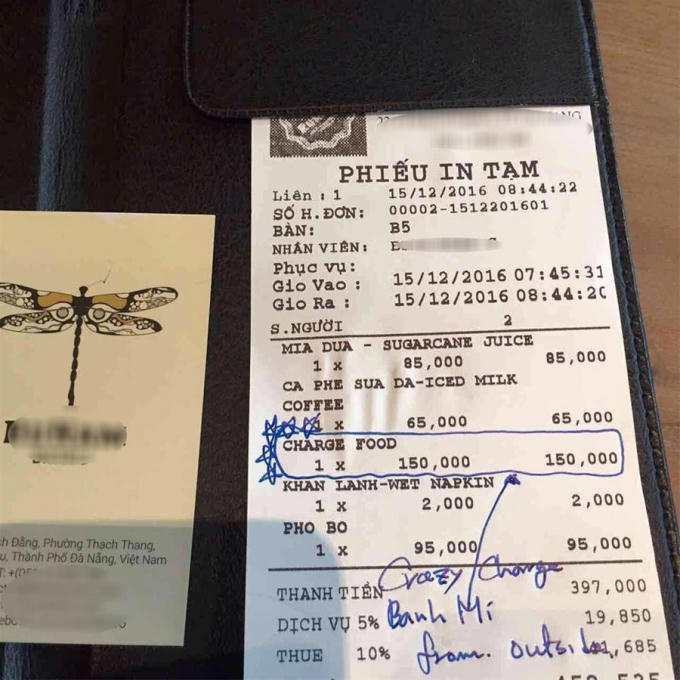 PHIẾU IN TẠM
Liên : 1 15/12/2016 08:44:22
SỐ H.ĐƠN: 00002-1512201601
BÀN: B5
NHÂN VIÊN:
Phục vụ:
Gio Vao : 15/12/2016 07:45:31
Gio Ra : 15/12/2016 08:44:20
S.NGƯỜI 2
MIA DUA - SUGARCANE JUICE
1 x 85,000 85,000
CA PHE SUA DA-ICED MILK
COFFEE
1 x 65,000 65,000
CHARGE FOOD
1 x 150,000 150,000
KHAN LANH-WET NAPKIN
1 x 2,000 2,000
PHO BO
1 x 95,000 95,000
Crazy Charge
THANH TIỀN 397,000
Banh Mi
DỊCH VỤ 5% 19,850
from outside
THUE 10% 41,685
Đằng, Phường Thạch Thang,
Thành Phố Đà Nẵng, Việt Nam